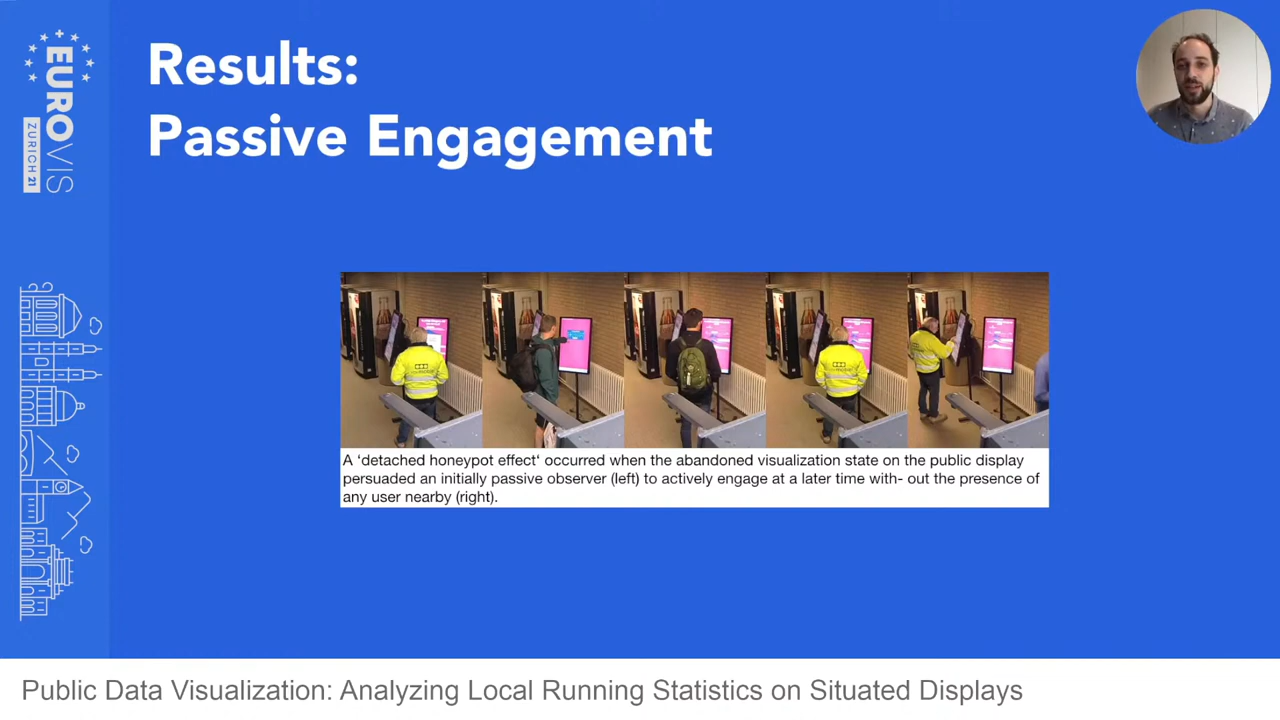 EUROVIS
ZURICH 21
Results:
Passive Engagement
A ‘detached honeypot effect‘ occurred when the abandoned visualization state on the public display
persuaded an initially passive observer (left) to actively engage at a later time with- out the presence of
any user nearby (right).
Public Data Visualization: Analyzing Local Running Statistics on Situated Displays